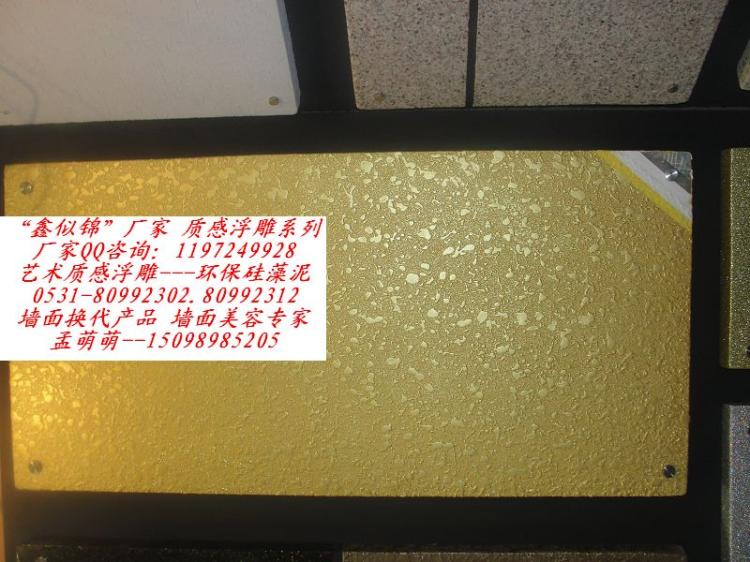 “鑫似锦”厂家 质感浮雕系列
厂家QQ咨询: 1197249928
艺术质感浮雕---环保硅藻泥
0531-80992302.80992312
墙面换代产品 墙面美容专家
孟萌萌--15098985205